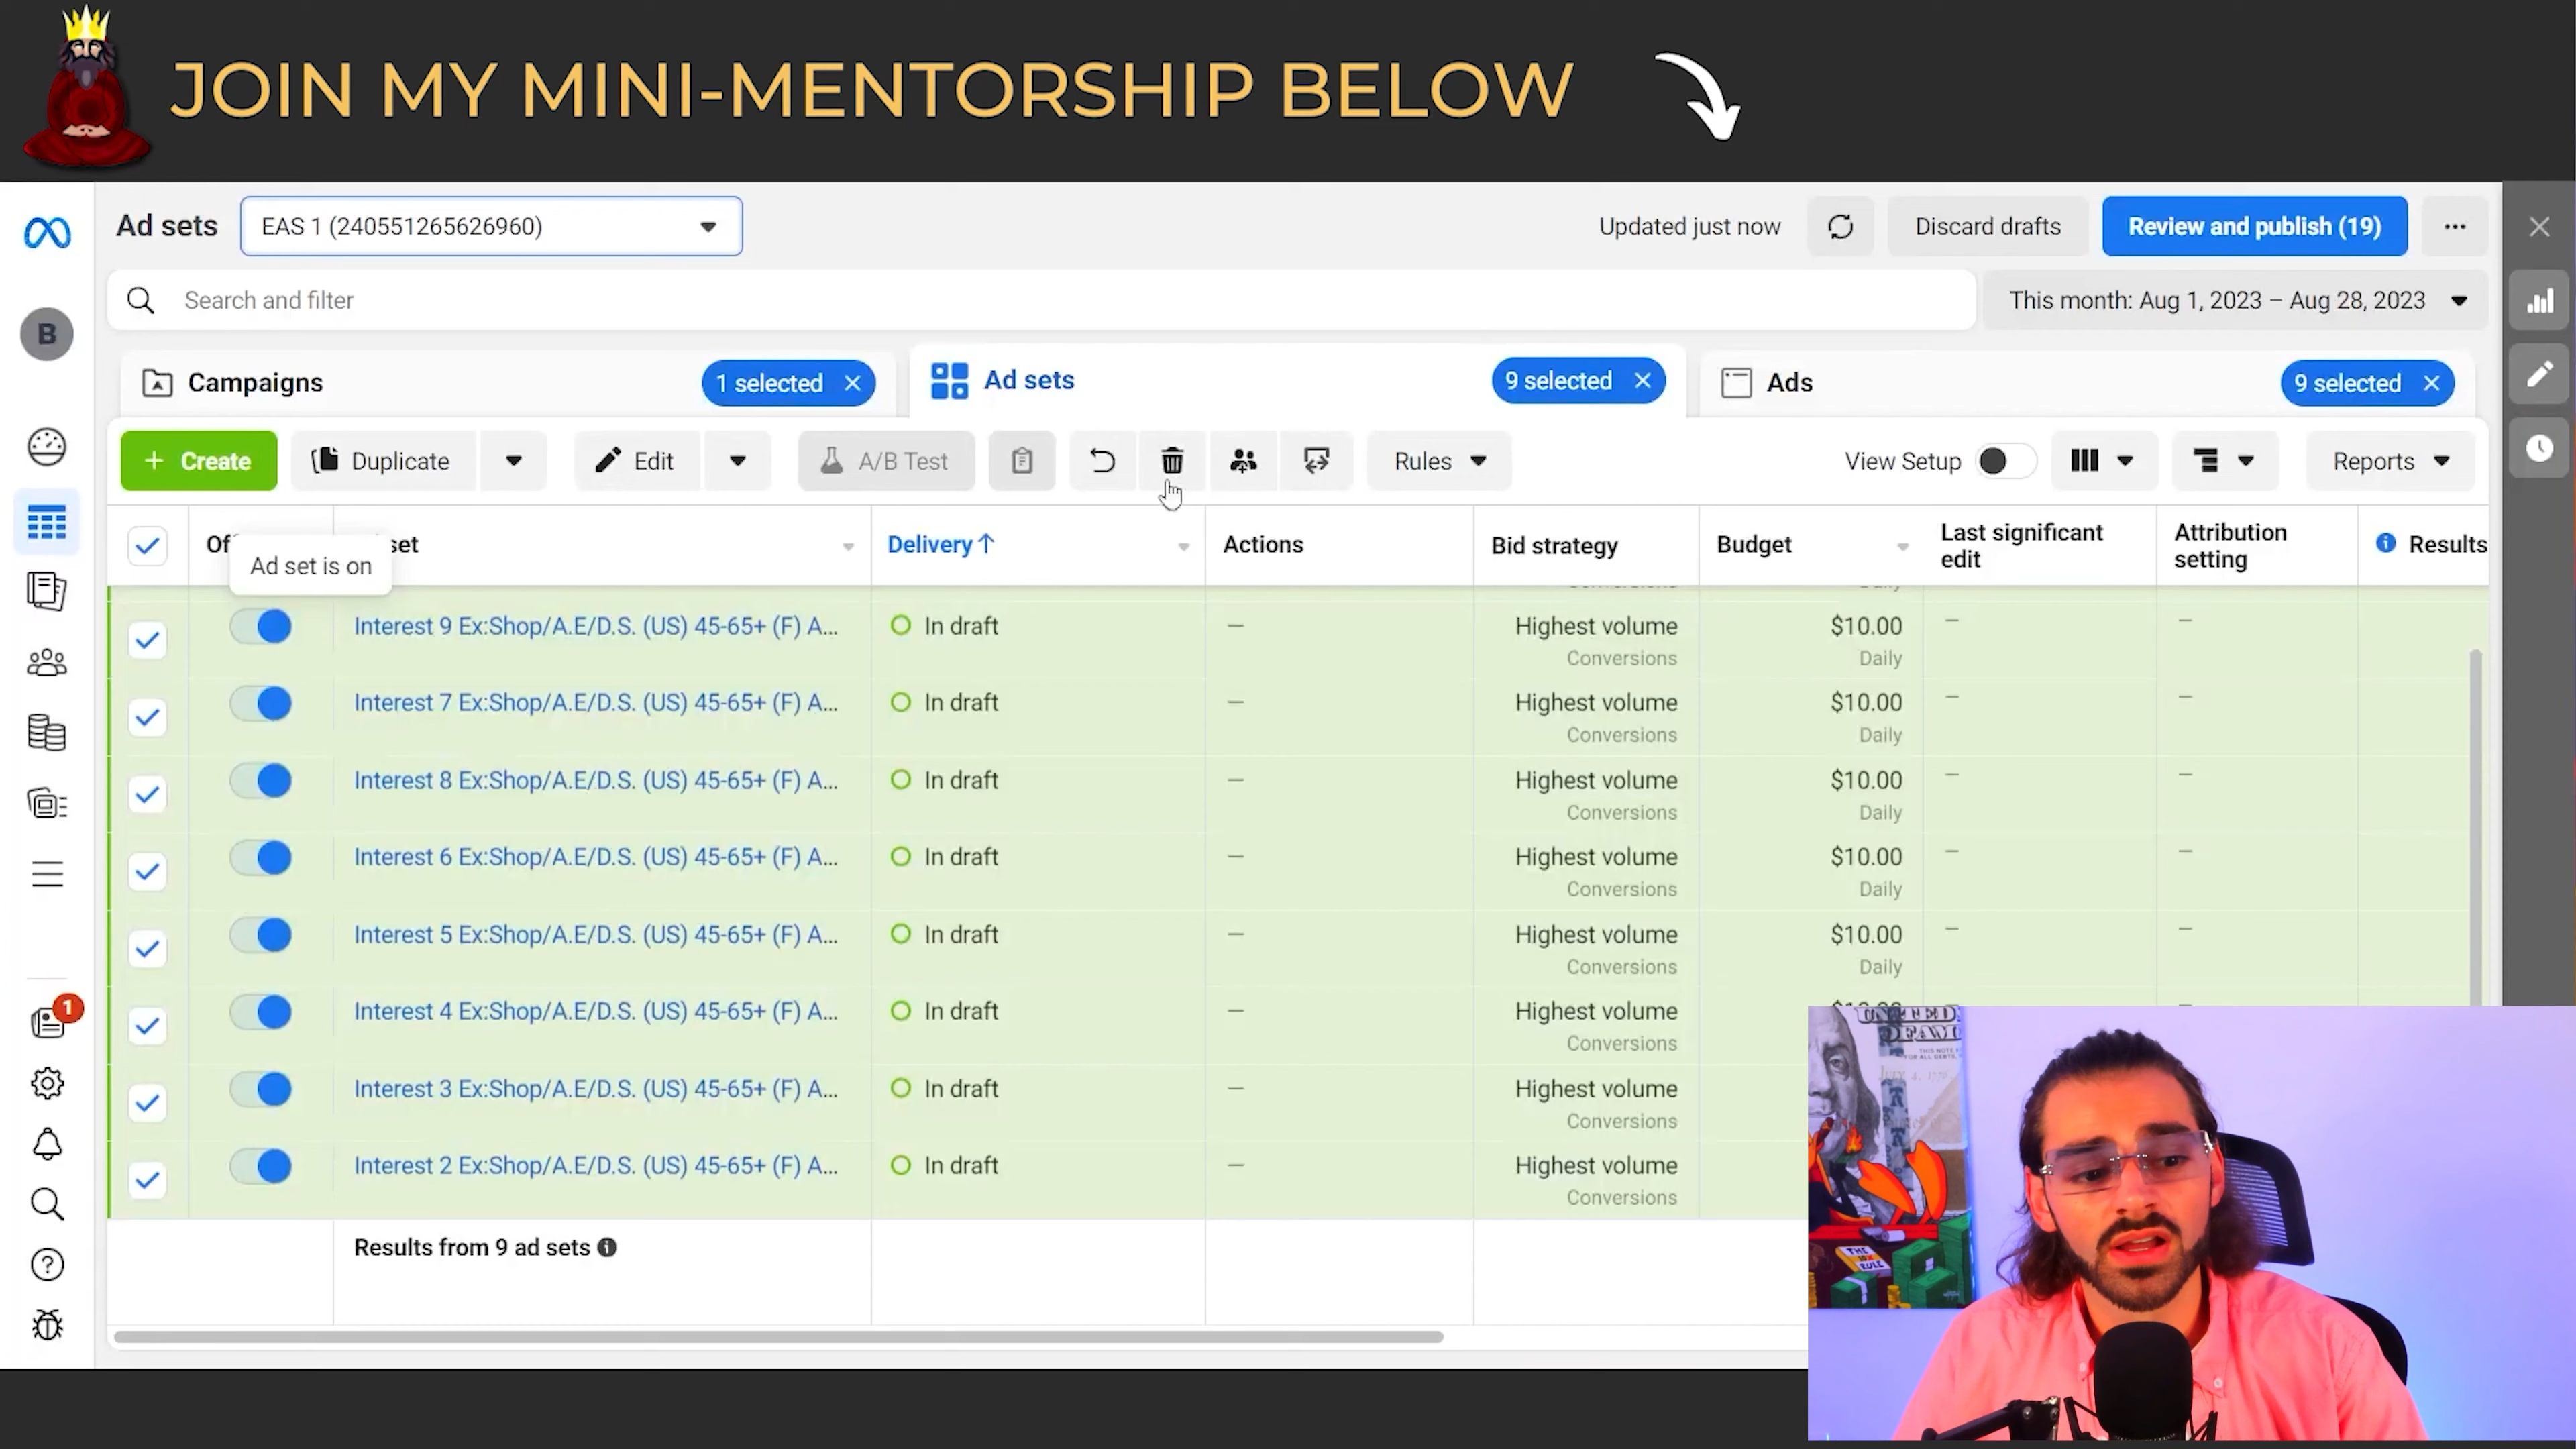 JOIN MY MINI-MENTORSHIP BELOW
Ad sets
EAS 1 (240551265626960)
Updated just now
Discard drafts
Review and publish (19)
Search and filter
This month: Aug 1, 2023 – Aug 28, 2023
B
Campaigns
1 selected
Ad sets
9 selected
Ads
9 selected
+ Create
Duplicate
Edit
A/B Test
Rules
View Setup
Reports
Of
set
Delivery ↑
Actions
Bid strategy
Budget
Last significant
edit
Attribution
setting
Results
Ad set is on
Interest 9 Ex:Shop/A.E/D.S. (US) 45-65+ (F) A...
In draft
—
Highest volume
Conversions
$10.00
Daily
—
—
Interest 7 Ex:Shop/A.E/D.S. (US) 45-65+ (F) A...
In draft
—
Highest volume
Conversions
$10.00
Daily
—
—
Interest 8 Ex:Shop/A.E/D.S. (US) 45-65+ (F) A...
In draft
—
Highest volume
Conversions
$10.00
Daily
—
—
Interest 6 Ex:Shop/A.E/D.S. (US) 45-65+ (F) A...
In draft
—
Highest volume
Conversions
$10.00
Daily
—
—
Interest 5 Ex:Shop/A.E/D.S. (US) 45-65+ (F) A...
In draft
—
Highest volume
Conversions
$10.00
Daily
—
—
Interest 4 Ex:Shop/A.E/D.S. (US) 45-65+ (F) A...
In draft
—
Highest volume
Conversions
Interest 3 Ex:Shop/A.E/D.S. (US) 45-65+ (F) A...
In draft
—
Highest volume
Conversions
Interest 2 Ex:Shop/A.E/D.S. (US) 45-65+ (F) A...
In draft
—
Highest volume
Conversions
Results from 9 ad sets
1
THE
10X
RULE